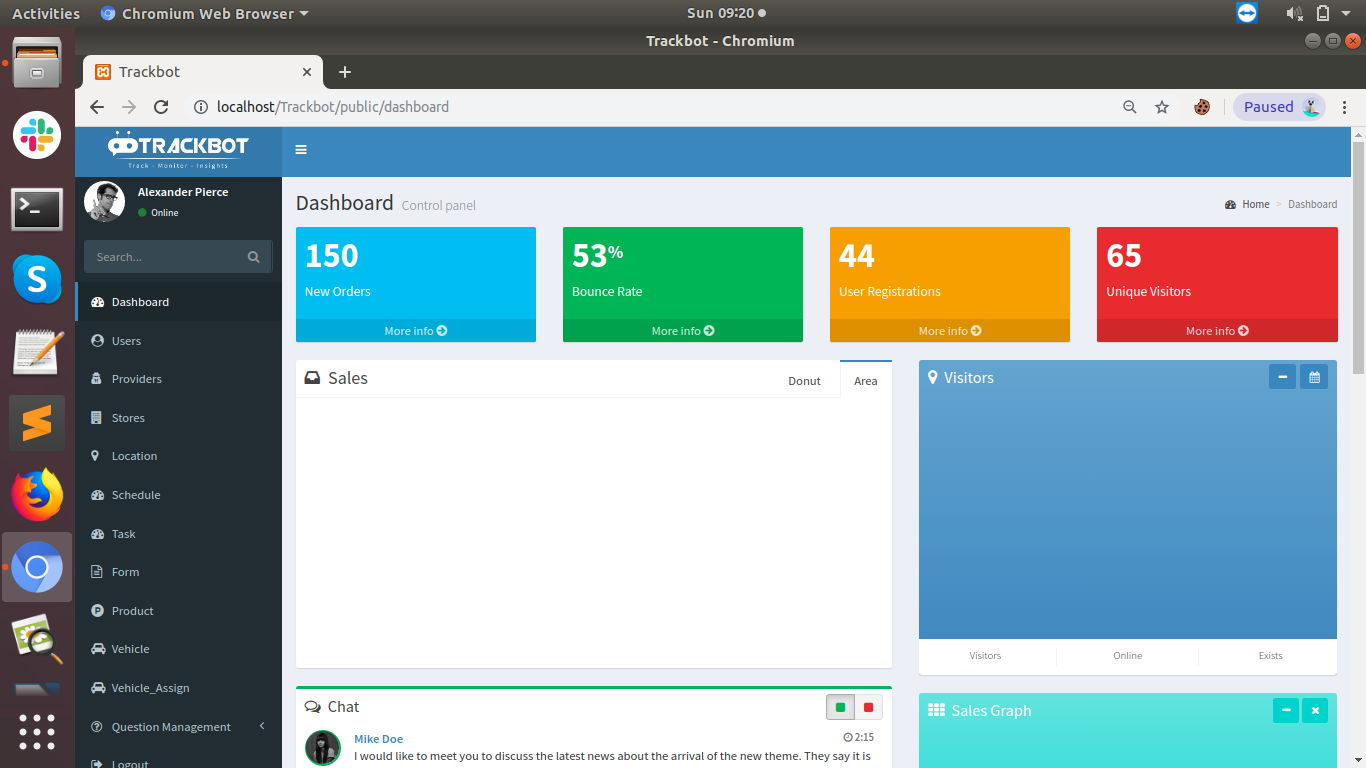 Activities
Chromium Web Browser
Sun 09:20
Trackbot - Chromium
Trackbot
localhost/Trackbot/public/dashboard
Paused
TRACKBOT
Track - Monitor - Insights
Alexander Pierce
Online
Search...
Dashboard
Users
Providers
Stores
Location
Schedule
Task
Form
Product
Vehicle
Vehicle_Assign
Question Management
Logout
Dashboard Control panel
Home > Dashboard
150
New Orders
More info
53%
Bounce Rate
More info
44
User Registrations
More info
65
Unique Visitors
More info
Sales
Donut
Area
Visitors
Visitors
Online
Exists
Chat
Mike Doe
2:15
I would like to meet you to discuss the latest news about the arrival of the new theme. They say it is
Sales Graph